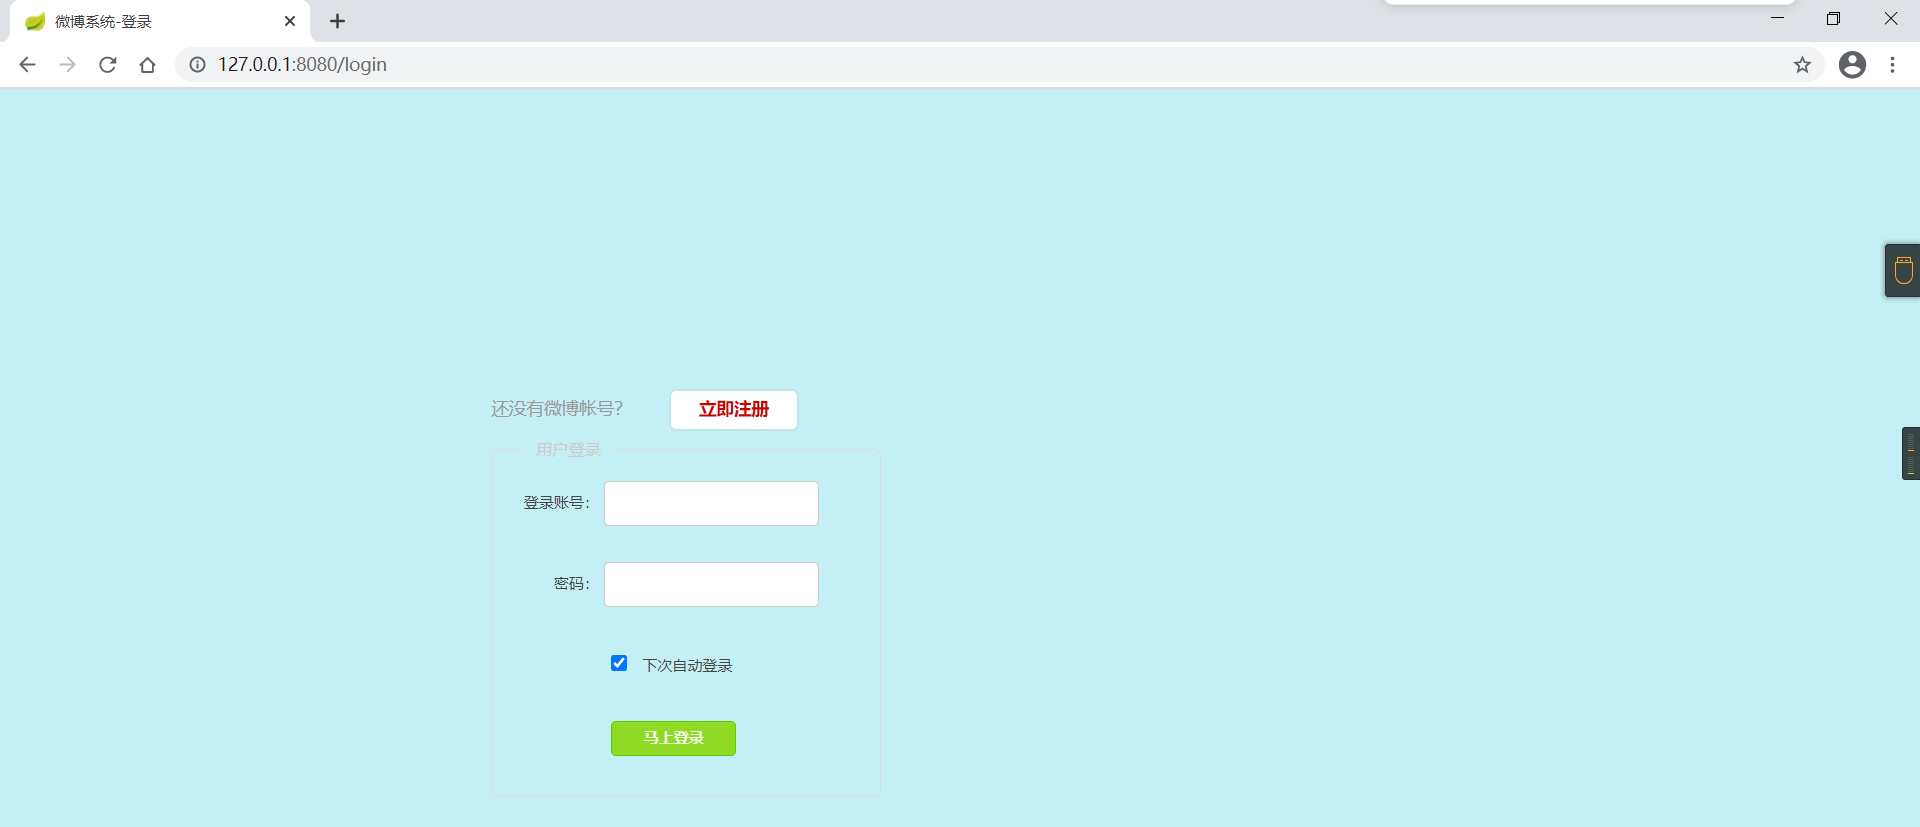 微博系统-登录
127.0.0.1:8080/login
还没有微博帐号?
立即注册
用户登录
登录账号：
密码：
下次自动登录
马上登录